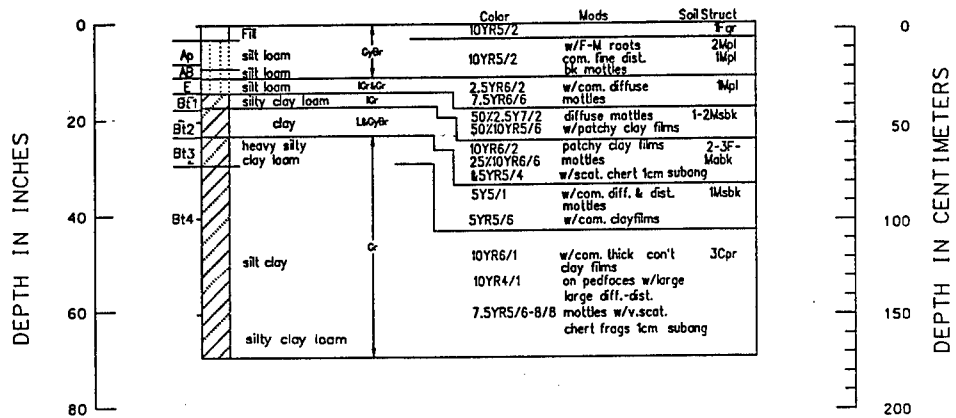 Color Mods Soil Struct
0 Fill 10YR5/2 1Fgr 0
Ap silt loam GyBr 10YR5/2 w/F-M roots 2Mpl
com. fine dist. 1Mpl
bk mottles
AB silt loam
E silt loam lGr&Gr 2.5YR6/2 w/com. diffuse 1Mpl
BE1 silty clay loam lGr 7.5YR6/6 mottles
20 Bt2 clay L&GyBr 50%2.5Y7/2 diffuse mottles 1-2Msbk 50
50%10YR5/6 w/patchy clay films
Bt3 heavy silty clay loam 10YR6/2 patchy clay films 2-3F-
25%10YR6/6 mottles Mabk
&5YR5/4 w/scat. chert 1cm subang
5Y5/1 w/com. diff. & dist. 1Msbk
mottles
40 Bt4 5YR5/6 w/com. clayfilms 100
Gr
silt clay 10YR6/1 w/com. thick con't 3Cpr
clay films
10YR4/1 on pedfaces w/large
large diff.-dist.
60 7.5YR5/6-8/8 mottles w/v.scat. 150
chert frags 1cm subang
silty clay loam
80 200
DEPTH IN INCHES
DEPTH IN CENTIMETERS